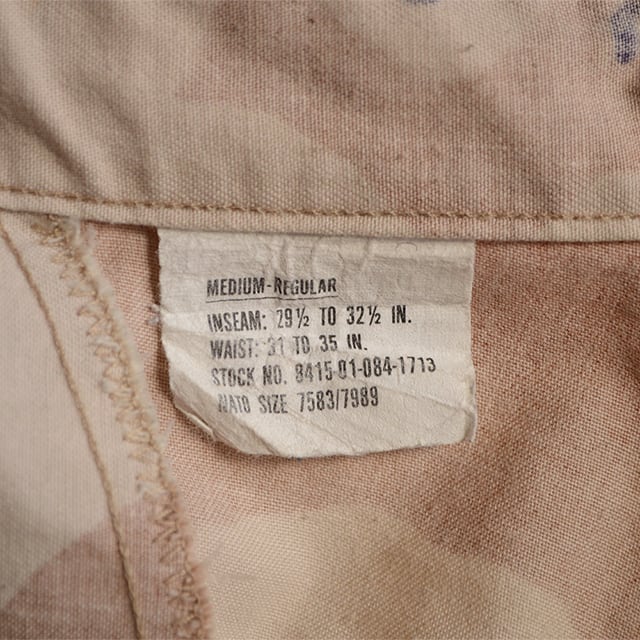 MEDIUM-REGULAR
INSEAM: 29½ TO 32½ IN.
WAIST: 31 TO 35 IN.
STOCK NO. 8415-01-084-1713
NATO SIZE 7583/7989